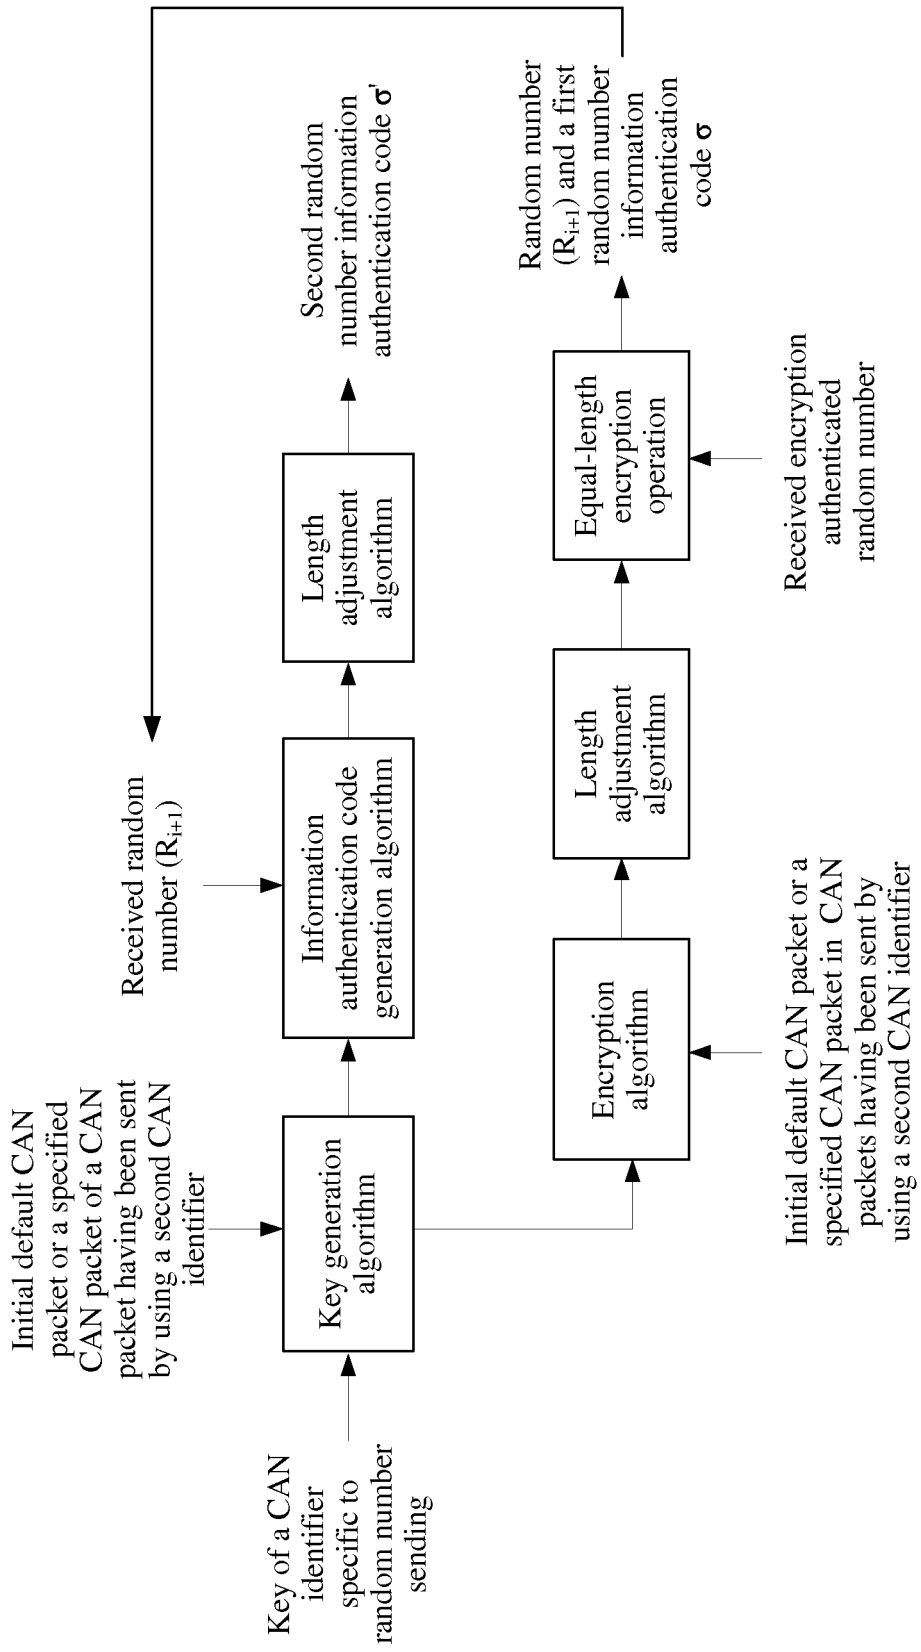 Initial default CAN
packet or a specified
CAN packet of a CAN
packet having been sent
by using a second CAN
identifier
Received random
number (Ri+1)
Key of a CAN
identifier
specific to
random number
sending
Key generation
algorithm
Information
authentication code
generation algorithm
Length
adjustment
algorithm
Second random
number information
authentication code σ'
Encryption
algorithm
Length
adjustment
algorithm
Equal-length
encryption
operation
Random number
(Ri+1) and a first
random number
information
authentication
code σ
Initial default CAN packet or a
specified CAN packet in CAN
packets having been sent by
using a second CAN identifier
Received encryption
authenticated
random number